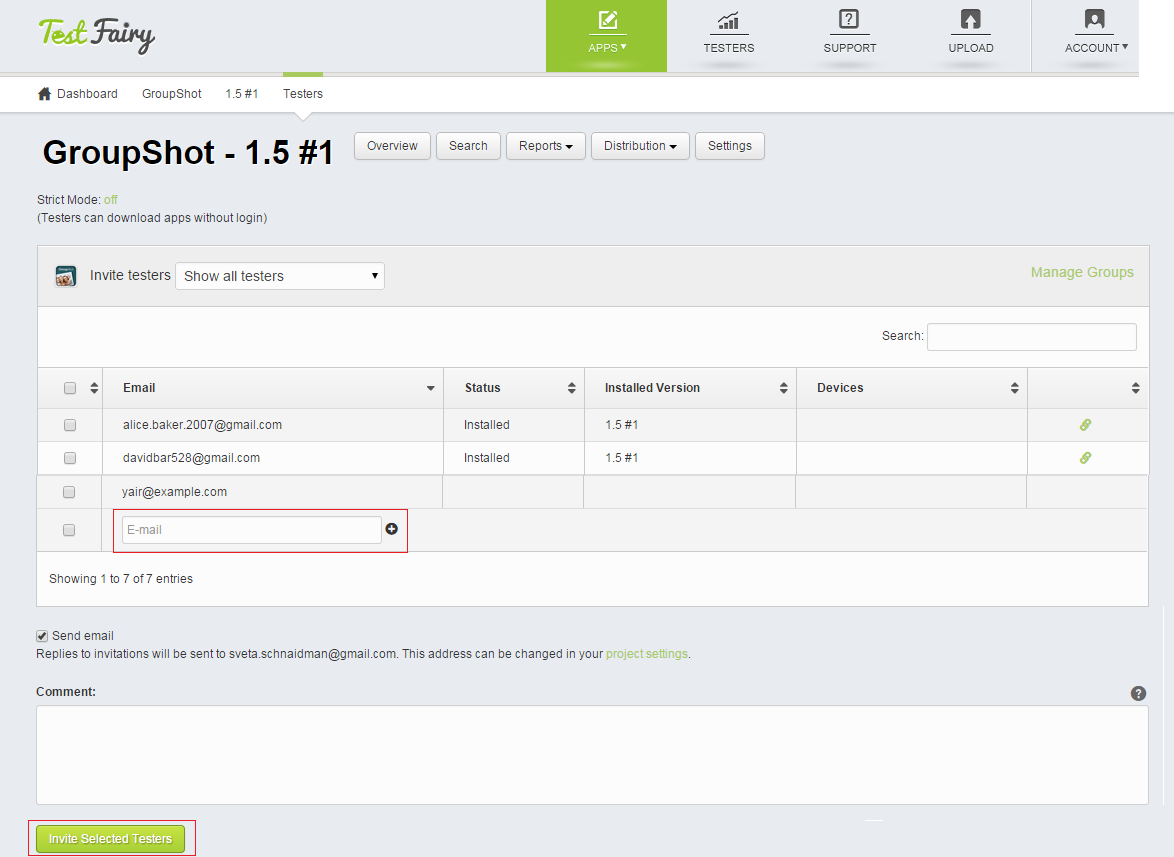 Test Fairy
APPS▼ TESTERS SUPPORT UPLOAD ACCOUNT▼
Dashboard GroupShot 1.5 #1 Testers
GroupShot - 1.5 #1 Overview Search Reports Distribution Settings
Strict Mode: off
(Testers can download apps without login)
Invite testers Show all testers Manage Groups
Search:
Email Status Installed Version Devices
alice.baker.2007@gmail.com Installed 1.5 #1
davidbar528@gmail.com Installed 1.5 #1
yair@example.com
E-mail
Showing 1 to 7 of 7 entries
Send email
Replies to invitations will be sent to sveta.schnaidman@gmail.com. This address can be changed in your project settings.
Comment:
Invite Selected Testers